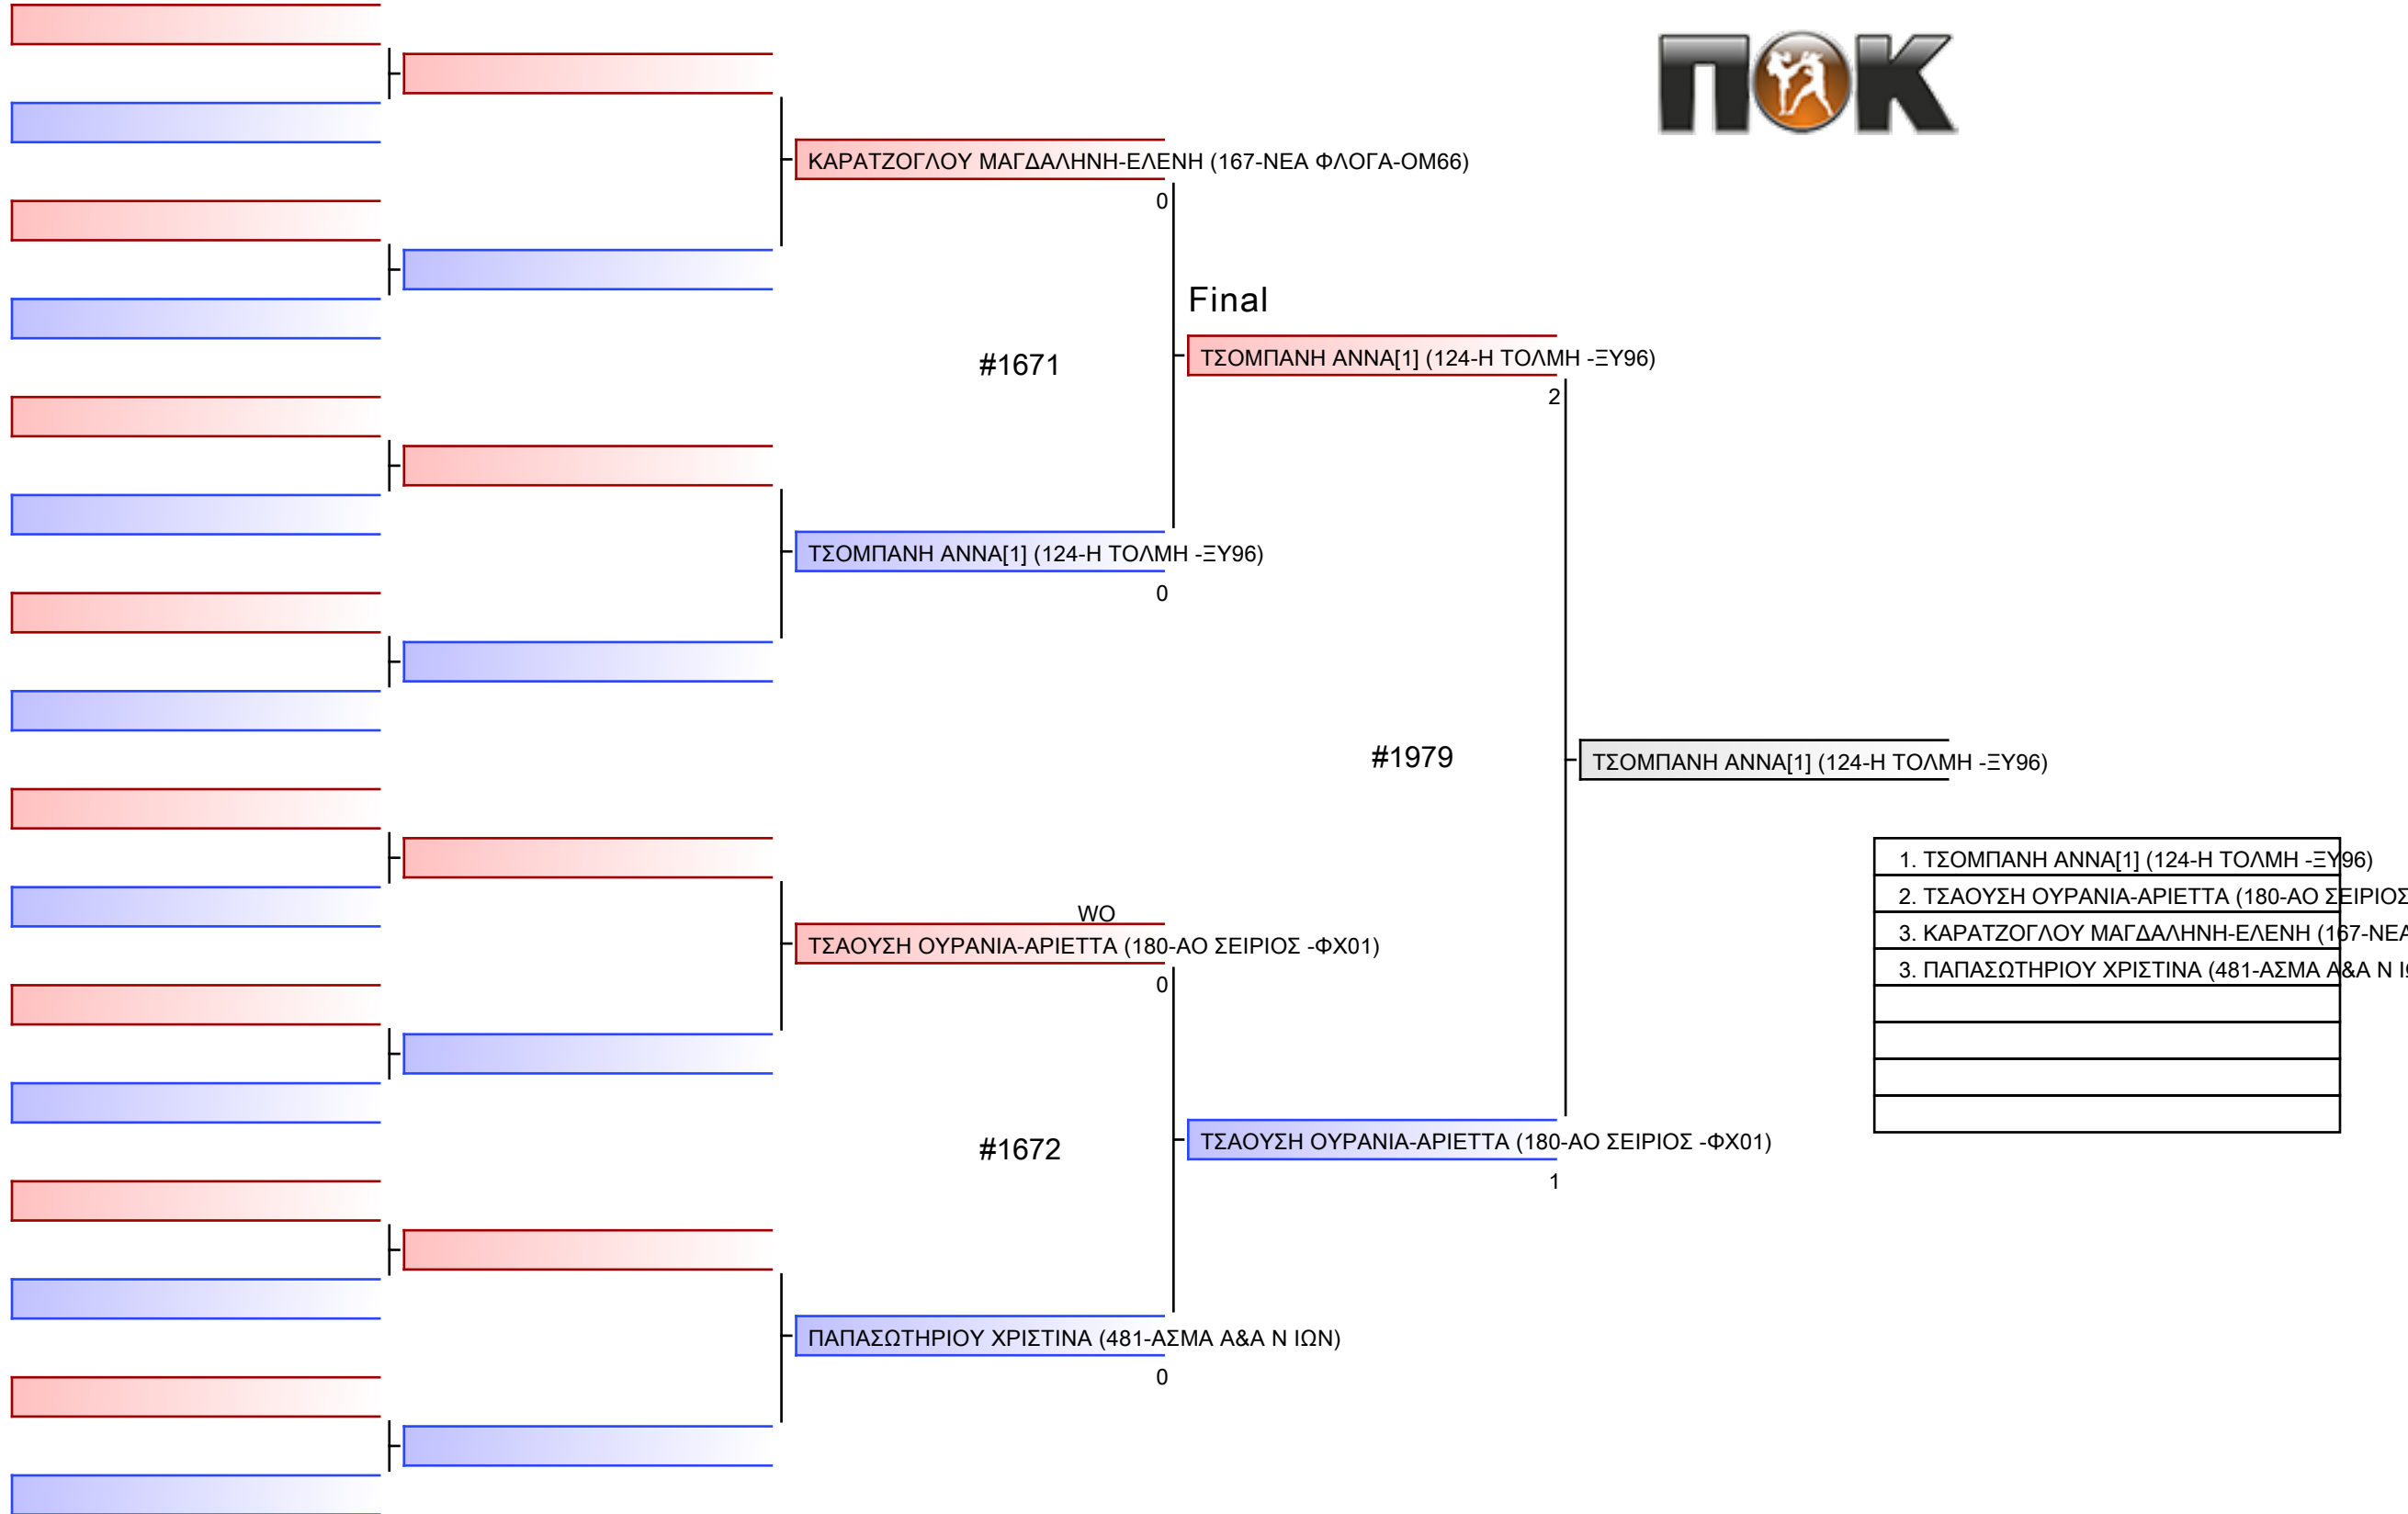 ΠΟΚ
ΚΑΡΑΤΖΟΓΛΟΥ ΜΑΓΔΑΛΗΝΗ-ΕΛΕΝΗ (167-ΝΕΑ ΦΛΟΓΑ-ΟΜ66)
0
Final
#1671
ΤΣΟΜΠΑΝΗ ΑΝΝΑ[1] (124-Η ΤΟΛΜΗ -ΞΥ96)
2
ΤΣΟΜΠΑΝΗ ΑΝΝΑ[1] (124-Η ΤΟΛΜΗ -ΞΥ96)
0
#1979
ΤΣΟΜΠΑΝΗ ΑΝΝΑ[1] (124-Η ΤΟΛΜΗ -ΞΥ96)
1. ΤΣΟΜΠΑΝΗ ΑΝΝΑ[1] (124-Η ΤΟΛΜΗ -ΞΥ96)
2. ΤΣΑΟΥΣΗ ΟΥΡΑΝΙΑ-ΑΡΙΕΤΤΑ (180-ΑΟ ΣΕΙΡΙΟΣ
3. ΚΑΡΑΤΖΟΓΛΟΥ ΜΑΓΔΑΛΗΝΗ-ΕΛΕΝΗ (167-ΝΕΑ
3. ΠΑΠΑΣΩΤΗΡΙΟΥ ΧΡΙΣΤΙΝΑ (481-ΑΣΜΑ Α&Α Ν ΙΩ
WO
ΤΣΑΟΥΣΗ ΟΥΡΑΝΙΑ-ΑΡΙΕΤΤΑ (180-ΑΟ ΣΕΙΡΙΟΣ -ΦΧ01)
0
#1672
ΤΣΑΟΥΣΗ ΟΥΡΑΝΙΑ-ΑΡΙΕΤΤΑ (180-ΑΟ ΣΕΙΡΙΟΣ -ΦΧ01)
1
ΠΑΠΑΣΩΤΗΡΙΟΥ ΧΡΙΣΤΙΝΑ (481-ΑΣΜΑ Α&Α Ν ΙΩΝ)
0